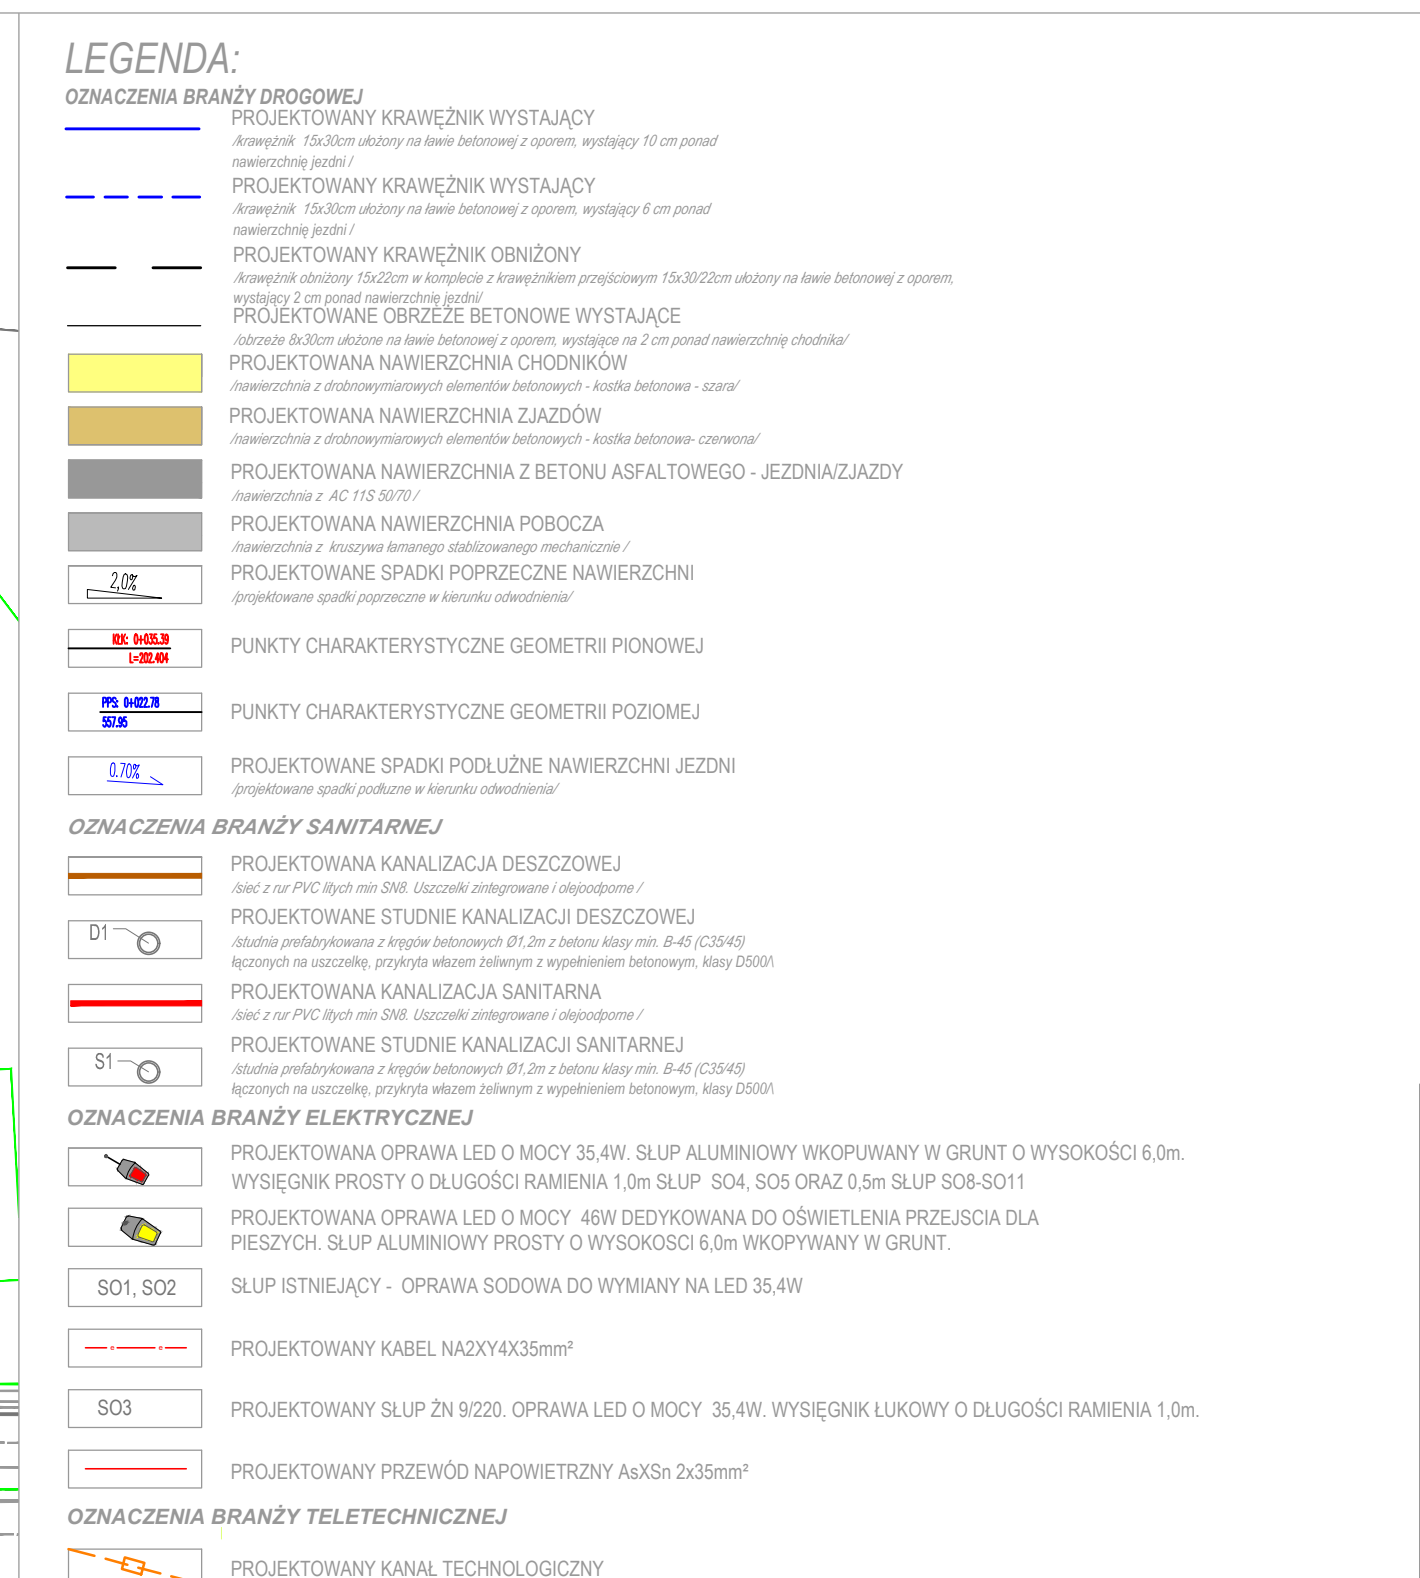 LEGENDA:
OZNACZENIA BRANŻY DROGOWEJ
PROJEKTOWANY KRAWĘŻNIK WYSTAJĄCY
/krawężnik 15x30cm ułożony na ławie betonowej z oporem, wystający 10 cm ponad
nawierzchnię jezdni /
PROJEKTOWANY KRAWĘŻNIK WYSTAJĄCY
/krawężnik 15x30cm ułożony na ławie betonowej z oporem, wystający 6 cm ponad
nawierzchnię jezdni /
PROJEKTOWANY KRAWĘŻNIK OBNIŻONY
/krawężnik obniżony 15x22cm w komplecie z krawężnikiem przejściowym 15x30/22cm ułożony na ławie betonowej z oporem,
wystający 2 cm ponad nawierzchnię jezdni/
PROJEKTOWANE OBRZEŻE BETONOWE WYSTAJĄCE
/obrzeże 8x30cm ułożone na ławie betonowej z oporem, wystające na 2 cm ponad nawierzchnię chodnika/
PROJEKTOWANA NAWIERZCHNIA CHODNIKÓW
/nawierzchnia z drobnowymiarowych elementów betonowych - kostka betonowa - szara/
PROJEKTOWANA NAWIERZCHNIA ZJAZDÓW
/nawierzchnia z drobnowymiarowych elementów betonowych - kostka betonowa- czerwona/
PROJEKTOWANA NAWIERZCHNIA Z BETONU ASFALTOWEGO - JEZDNIA/ZJAZDY
/nawierzchnia z AC 11S 50/70 /
PROJEKTOWANA NAWIERZCHNIA POBOCZA
/nawierzchnia z kruszywa łamanego stablizowanego mechanicznie /
2,0%
PROJEKTOWANE SPADKI POPRZECZNE NAWIERZCHNI
/projektowane spadki poprzeczne w kierunku odwodnienia/
KŁK: 0+035.39
L=202.404
PUNKTY CHARAKTERYSTYCZNE GEOMETRII PIONOWEJ
PPS: 0+022.78
557.95
PUNKTY CHARAKTERYSTYCZNE GEOMETRII POZIOMEJ
0.70%
PROJEKTOWANE SPADKI PODŁUŻNE NAWIERZCHNI JEZDNI
/projektowane spadki podłuzne w kierunku odwodnienia/
OZNACZENIA BRANŻY SANITARNEJ
PROJEKTOWANA KANALIZACJA DESZCZOWEJ
/sieć z rur PVC litych min SN8. Uszczelki zintegrowane i olejoodporne /
D1
PROJEKTOWANE STUDNIE KANALIZACJI DESZCZOWEJ
/studnia prefabrykowana z kręgów betonowych Ø1,2m z betonu klasy min. B-45 (C35/45)
łączonych na uszczelkę, przykryta włazem żeliwnym z wypełnieniem betonowym, klasy D500/\
PROJEKTOWANA KANALIZACJA SANITARNA
/sieć z rur PVC litych min SN8. Uszczelki zintegrowane i olejoodporne /
S1
PROJEKTOWANE STUDNIE KANALIZACJI SANITARNEJ
/studnia prefabrykowana z kręgów betonowych Ø1,2m z betonu klasy min. B-45 (C35/45)
łączonych na uszczelkę, przykryta włazem żeliwnym z wypełnieniem betonowym, klasy D500/\
OZNACZENIA BRANŻY ELEKTRYCZNEJ
PROJEKTOWANA OPRAWA LED O MOCY 35,4W. SŁUP ALUMINIOWY WKOPUWANY W GRUNT O WYSOKOŚCI 6,0m.
WYSIĘGNIK PROSTY O DŁUGOŚCI RAMIENIA 1,0m SŁUP SO4, SO5 ORAZ 0,5m SŁUP SO8-SO11
PROJEKTOWANA OPRAWA LED O MOCY 46W DEDYKOWANA DO OŚWIETLENIA PRZEJSCIA DLA
PIESZYCH. SŁUP ALUMINIOWY PROSTY O WYSOKOSCI 6,0m WKOPYWANY W GRUNT.
SO1, SO2
SŁUP ISTNIEJĄCY - OPRAWA SODOWA DO WYMIANY NA LED 35,4W
e e
PROJEKTOWANY KABEL NA2XY4X35mm²
SO3
PROJEKTOWANY SŁUP ŻN 9/220. OPRAWA LED O MOCY 35,4W. WYSIĘGNIK ŁUKOWY O DŁUGOŚCI RAMIENIA 1,0m.
PROJEKTOWANY PRZEWÓD NAPOWIETRZNY AsXSn 2x35mm²
OZNACZENIA BRANŻY TELETECHNICZNEJ
PROJEKTOWANY KANAŁ TECHNOLOGICZNY